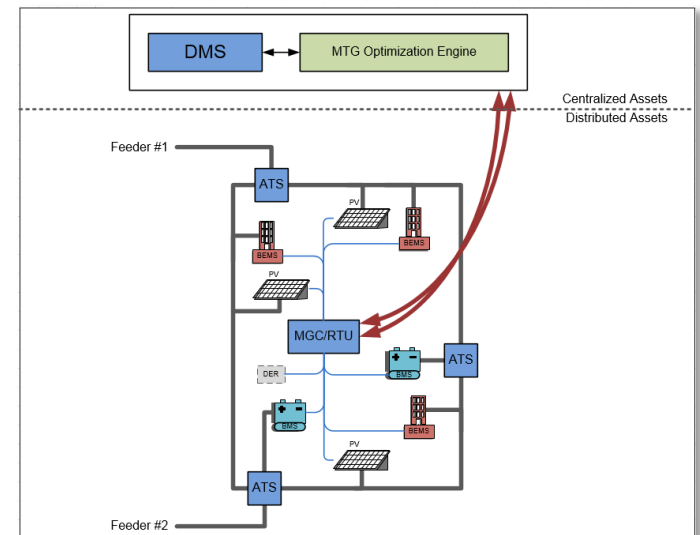 DMS
MTG Optimization Engine
Centralized Assets
Distributed Assets
Feeder #1
ATS
PV
BEMS
BEMS
PV
MGC/RTU
ATS
DER
BMS
BMS
BEMS
PV
ATS
Feeder #2